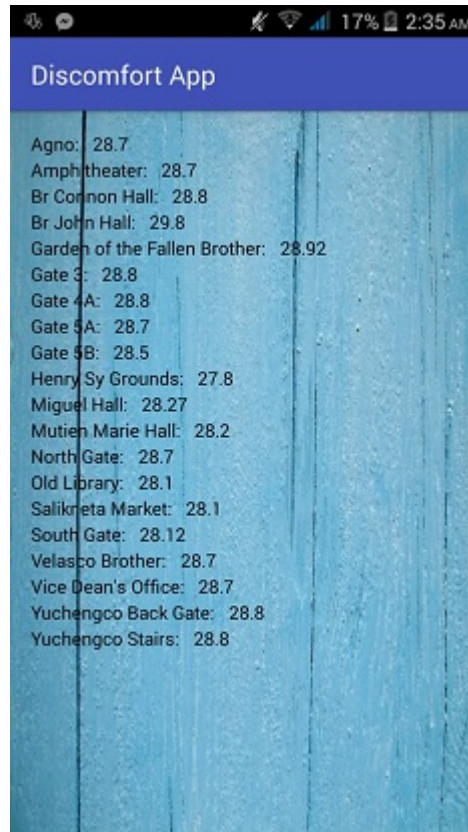 17% 2:35 AM
Discomfort App
Agno: 28.7
Amphitheater: 28.7
Br Connon Hall: 28.8
Br John Hall: 29.8
Garden of the Fallen Brother: 28.92
Gate 3: 28.8
Gate 4A: 28.8
Gate 5A: 28.7
Gate 5B: 28.5
Henry Sy Grounds: 27.8
Miguel Hall: 28.27
Mutien Marie Hall: 28.2
North Gate: 28.7
Old Library: 28.1
Salikneta Market: 28.1
South Gate: 28.12
Velasco Brother: 28.7
Vice Dean's Office: 28.7
Yuchengco Back Gate: 28.8
Yuchengco Stairs: 28.8